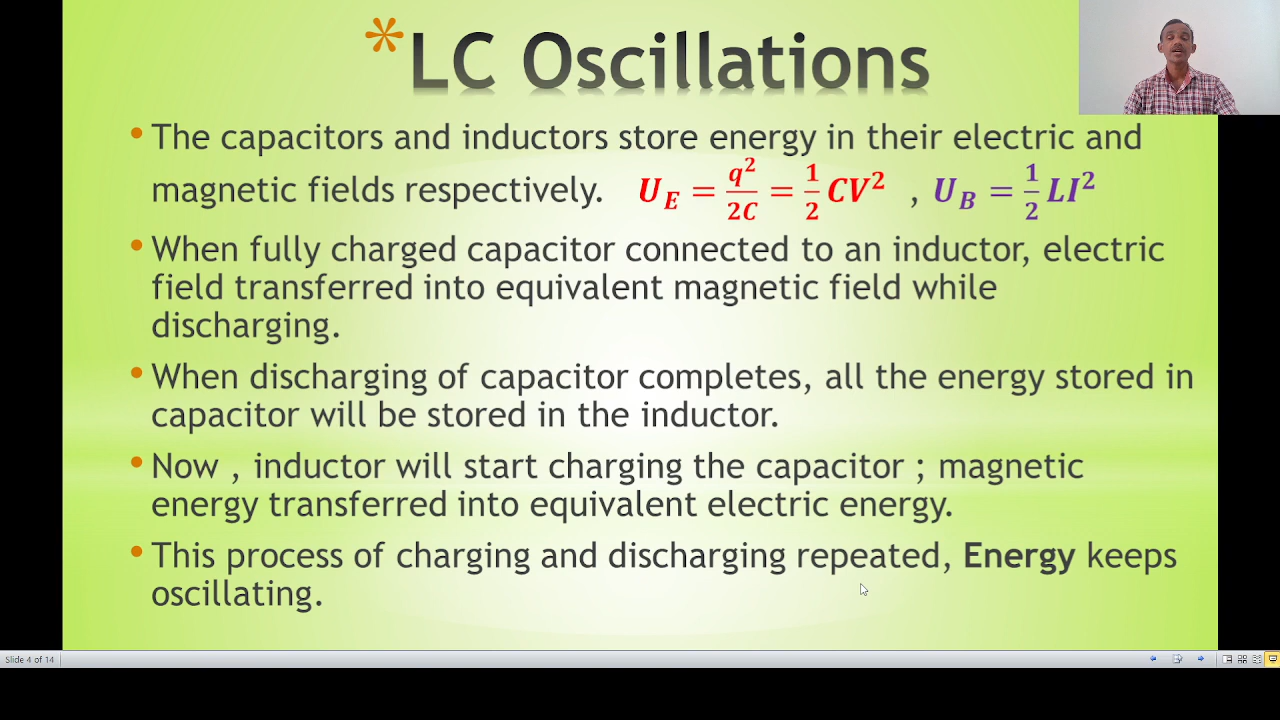 * LC Oscillations
• The capacitors and inductors store energy in their electric and
magnetic fields respectively. U_E = q²/2C = 1/2 CV² , U_B = 1/2 LI²
• When fully charged capacitor connected to an inductor, electric
field transferred into equivalent magnetic field while
discharging.
• When discharging of capacitor completes, all the energy stored in
capacitor will be stored in the inductor.
• Now , inductor will start charging the capacitor ; magnetic
energy transferred into equivalent electric energy.
• This process of charging and discharging repeated, Energy keeps
oscillating.
Slide 4 of 14